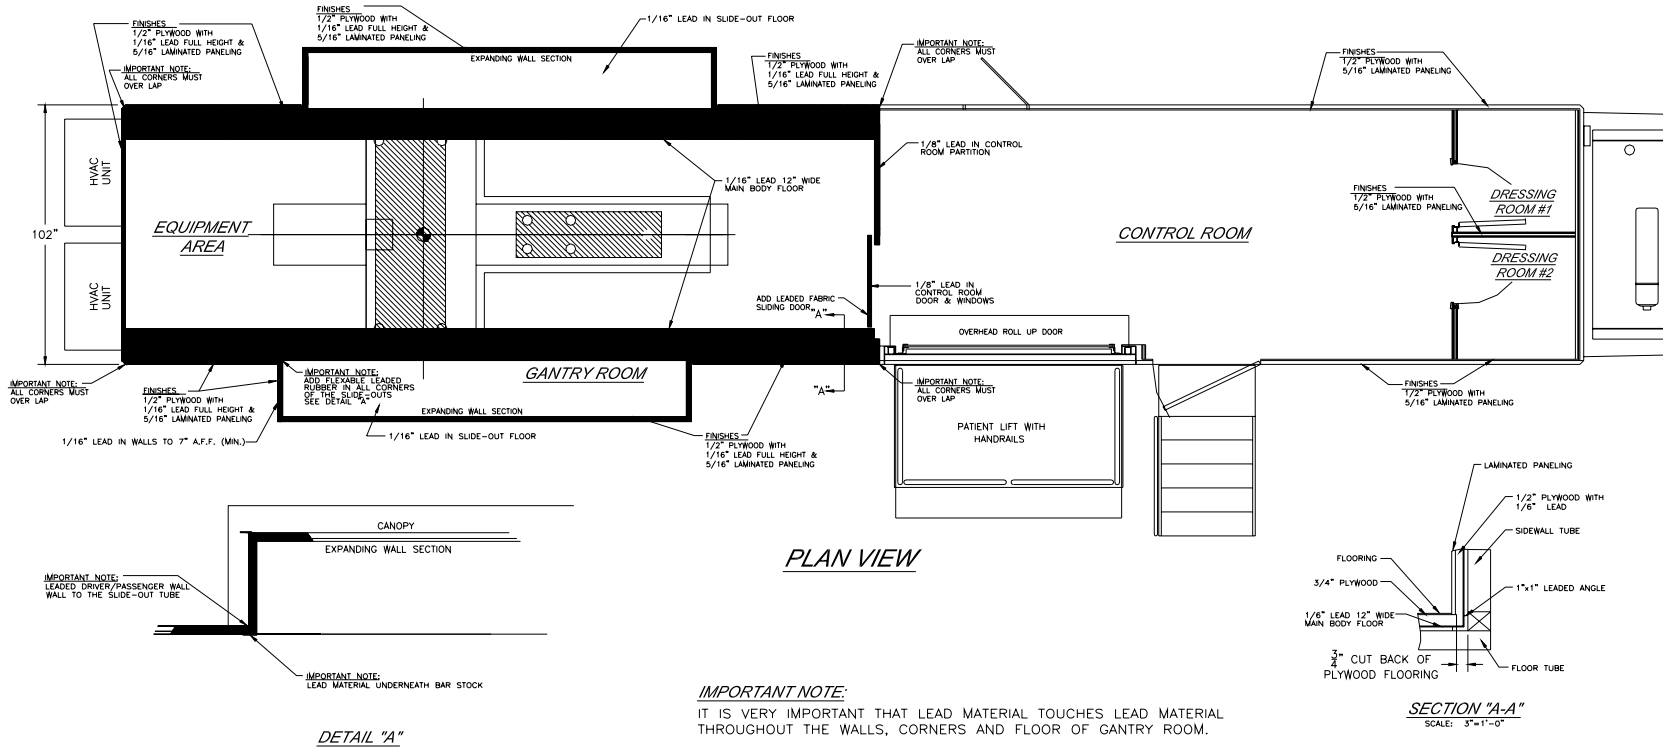 FINISHES
1/2" PLYWOOD WITH
1/16" LEAD FULL HEIGHT &
5/16" LAMINATED PANELING
IMPORTANT NOTE:
ALL CORNERS MUST
OVER LAP
FINISHES
1/2" PLYWOOD WITH
1/16" LEAD FULL HEIGHT &
5/16" LAMINATED PANELING
1/16" LEAD IN SLIDE-OUT FLOOR
EXPANDING WALL SECTION
FINISHES
1/2" PLYWOOD WITH
1/16" LEAD FULL HEIGHT &
5/16" LAMINATED PANELING
IMPORTANT NOTE:
ALL CORNERS MUST
OVER LAP
FINISHES
1/2" PLYWOOD WITH
5/16" LAMINATED PANELING
HVAC
UNIT
102"
HVAC
UNIT
EQUIPMENT
AREA
1/16" LEAD 12" WIDE
MAIN BODY FLOOR
1/8" LEAD IN CONTROL
ROOM PARTITION
CONTROL ROOM
FINISHES
1/2" PLYWOOD WITH
5/16" LAMINATED PANELING
DRESSING
ROOM #1
DRESSING
ROOM #2
1/8" LEAD IN
CONTROL ROOM
DOOR & WINDOWS
ADD LEADED FABRIC
SLIDING DOOR
"A"
OVERHEAD ROLL UP DOOR
IMPORTANT NOTE:
ALL CORNERS MUST
OVER LAP
FINISHES
1/2" PLYWOOD WITH
1/16" LEAD FULL HEIGHT &
5/16" LAMINATED PANELING
1/16" LEAD IN WALLS TO 7" A.F.F. (MIN.)
IMPORTANT NOTE:
ADD FLEXABLE LEADED
RUBBER IN ALL CORNERS
OF THE SLIDE-OUTS
SEE DETAIL "A"
GANTRY ROOM
EXPANDING WALL SECTION
1/16" LEAD IN SLIDE-OUT FLOOR
"A"
IMPORTANT NOTE:
ALL CORNERS MUST
OVER LAP
FINISHES
1/2" PLYWOOD WITH
1/16" LEAD FULL HEIGHT &
5/16" LAMINATED PANELING
PATIENT LIFT WITH
HANDRAILS
FINISHES
1/2" PLYWOOD WITH
5/16" LAMINATED PANELING
CANOPY
EXPANDING WALL SECTION
IMPORTANT NOTE:
LEADED DRIVER/PASSENGER WALL
WALL TO THE SLIDE-OUT TUBE
IMPORTANT NOTE:
LEAD MATERIAL UNDERNEATH BAR STOCK
DETAIL "A"
PLAN VIEW
IMPORTANT NOTE:
IT IS VERY IMPORTANT THAT LEAD MATERIAL TOUCHES LEAD MATERIAL
THROUGHOUT THE WALLS, CORNERS AND FLOOR OF GANTRY ROOM.
LAMINATED PANELING
1/2" PLYWOOD WITH
1/6" LEAD
SIDEWALL TUBE
FLOORING
3/4" PLYWOOD
1"x1" LEADED ANGLE
1/6" LEAD 12" WIDE
MAIN BODY FLOOR
3/4" CUT BACK OF
PLYWOOD FLOORING
FLOOR TUBE
SECTION "A-A"
SCALE: 3"=1'-0"